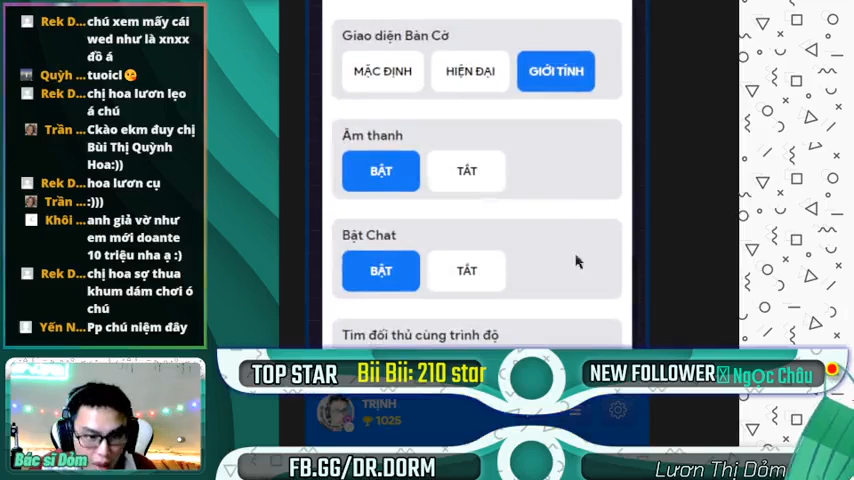 Rek D... chú xem mấy cái
wed như là xnxx
đồ á
Quỳh ... tuoicl😘
Rek D... chị hoa lươn lẹo
á chú
Trần ... Ckào ekm đuy chị
Bùi Thị Quỳnh
Hoa:))
Rek D... hoa lươn cụ
Trần ... :)))
Khôi ... anh giả vờ như
em mới doante
10 triệu nha ạ :)
Rek D... chị hoa sợ thua
khum dám chơi ó
chú
Yến N... Pp chú niệm đây
Giao diện Bàn Cờ
MẶC ĐỊNH HIỆN ĐẠI GIỚI TÍNH
Âm thanh
BẬT TẮT
Bật Chat
BẬT TẮT
Tìm đối thủ cùng trình độ
TOP STAR Bii Bii: 210 star
NEW FOLLOWER Ngọc Châu
TRỊNH
1025
Bác sĩ Dởm
FB.GG/DR.DORM
Lươn Thị Dởm